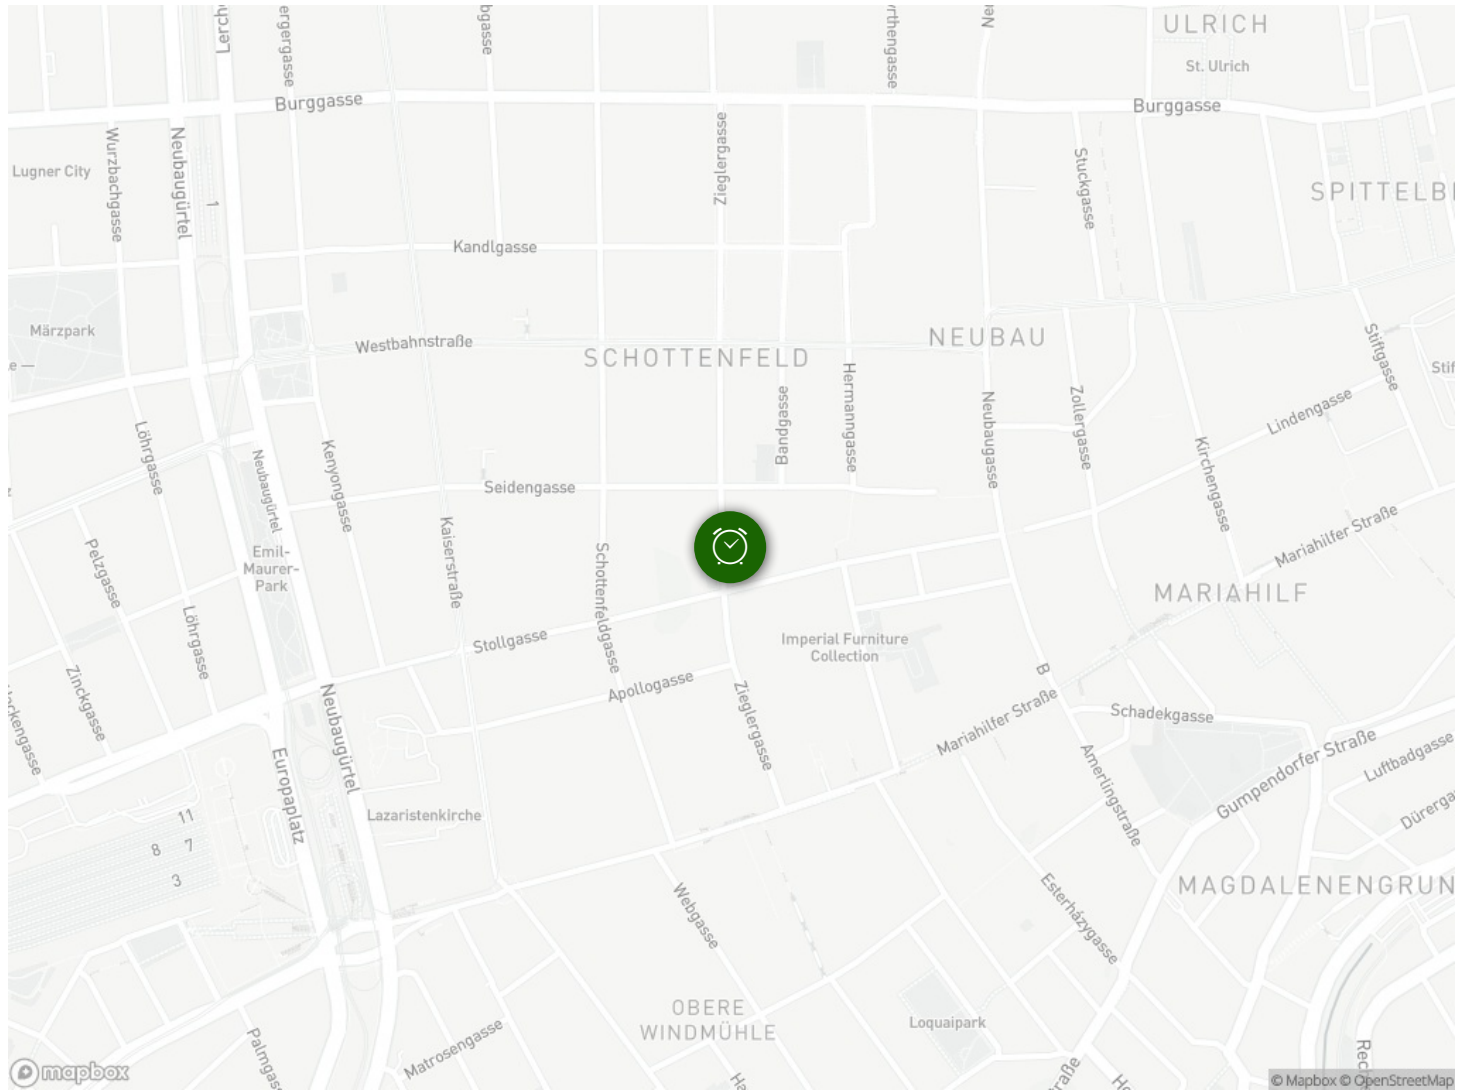 ULRICH
St. Ulrich
Burggasse
Burggasse
Lugner City
Wurzbachgasse
Neubaugürtel
1
Zieglergasse
Stuckgasse
SPITTELB
Kandlgasse
Märzpark
Westbahnstraße
SCHOTTENFELD
NEUBAU
Stiftgasse
Stif
Hermanngasse
Bandgasse
Neubaugasse
Zollergasse
Lindengasse
Kirchengasse
Löhrgasse
Kenyongasse
Neubaugürtel
Seidengasse
Kaiserstraße
Mariahilfer Straße
Pelzgasse
Emil-
Maurer-
Park
Schottenfeldgasse
MARIAHILF
Löhrgasse
Stollgasse
Imperial Furniture
Collection
Zinckgasse
Apollogasse
Zieglergasse
B
Neubaugürtel
Mariahilfer Straße
Schadekgasse
Europaplatz
Amerlingstraße
Gumpendorfer Straße
Luftbadgasse
Lazaristenkirche
11
8
7
3
Webgasse
Esterházygasse
MAGDALENENGRUN
OBERE
WINDMÜHLE
Loquaipark
Matrosengasse
mapbox
© Mapbox © OpenStreetMap